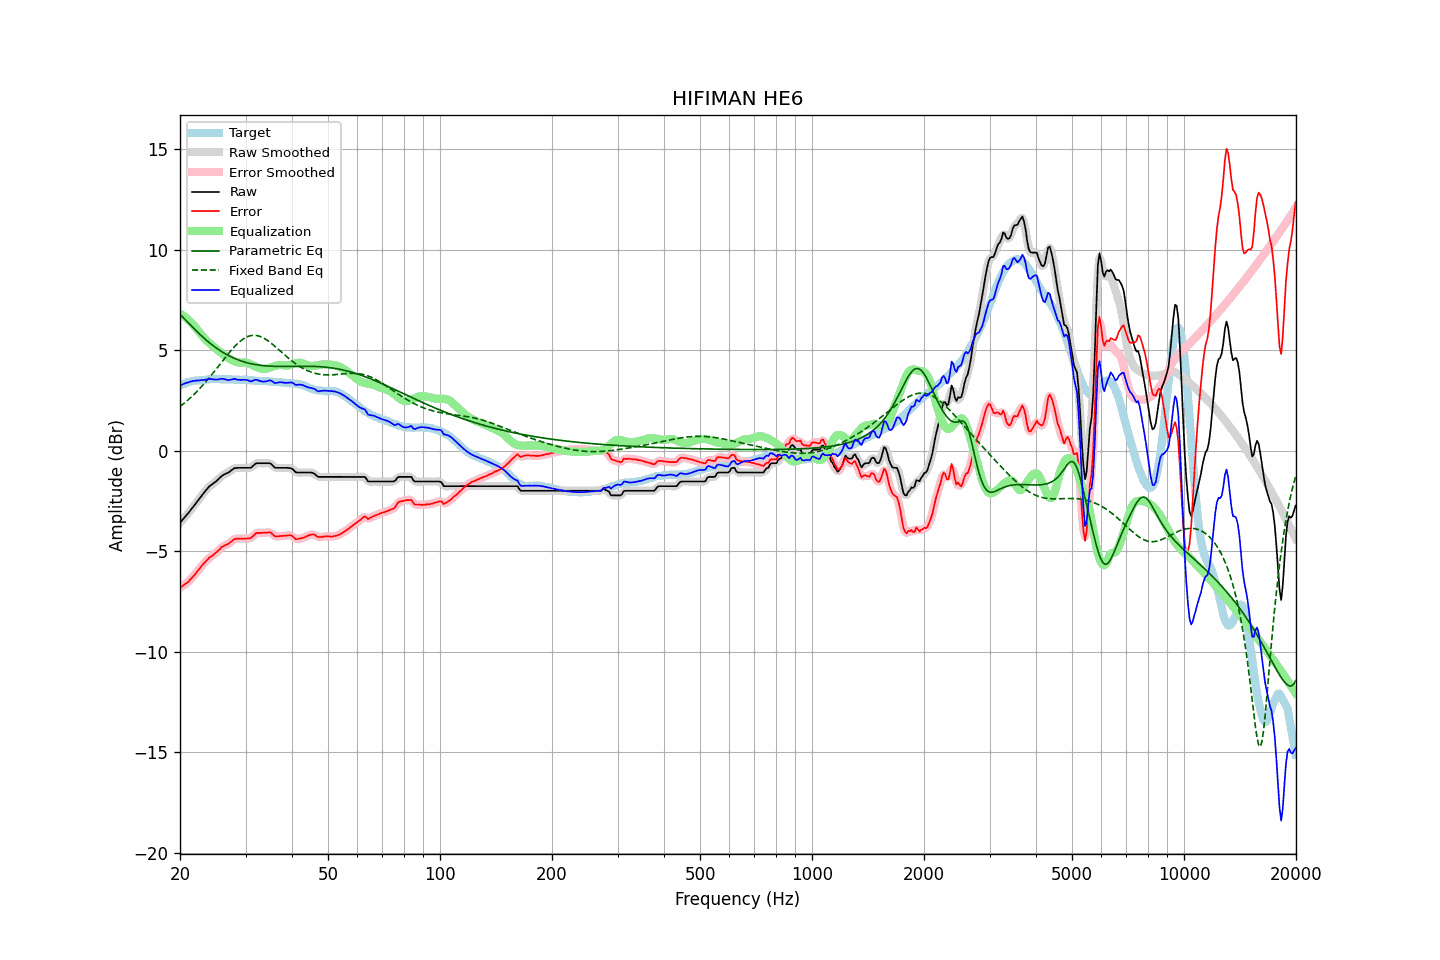 HIFIMAN HE6
Target
Raw Smoothed
Error Smoothed
Raw
Error
Equalization
Parametric Eq
Fixed Band Eq
Equalized
15
10
5
0
−5
−10
−15
−20
Amplitude (dBr)
20 50 100 200 500 1000 2000 5000 10000 20000
Frequency (Hz)